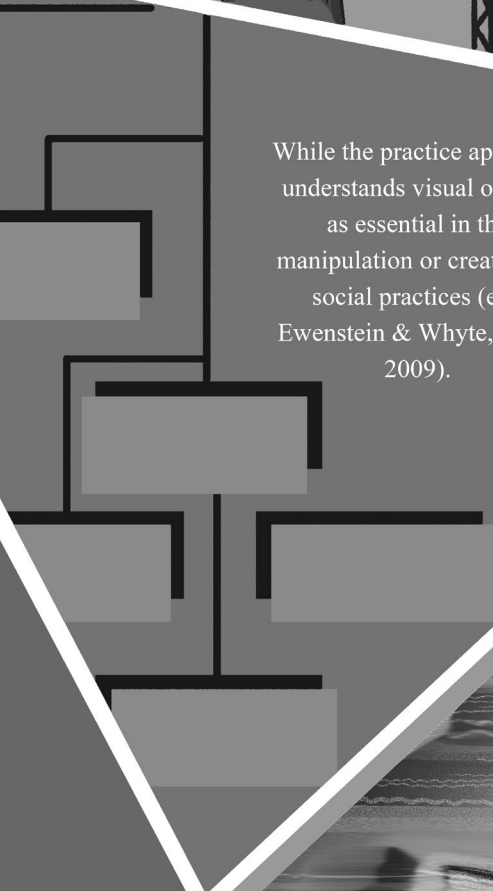 While the practice ap
understands visual o
as essential in th
manipulation or creat
social practices (e
Ewenstein & Whyte,
2009).